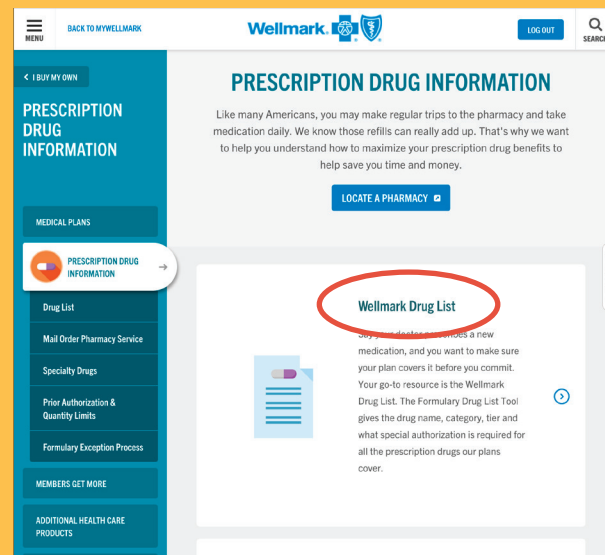 MENU
BACK TO MYWELLMARK
Wellmark.
LOG OUT
SEARCH
< I BUY MY OWN
PRESCRIPTION
DRUG
INFORMATION
MEDICAL PLANS
PRESCRIPTION DRUG
INFORMATION
Drug List
Mail Order Pharmacy Service
Specialty Drugs
Prior Authorization &
Quantity Limits
Formulary Exception Process
MEMBERS GET MORE
ADDITIONAL HEALTH CARE
PRODUCTS
PRESCRIPTION DRUG INFORMATION
Like many Americans, you may make regular trips to the pharmacy and take
medication daily. We know those refills can really add up. That's why we want
to help you understand how to maximize your prescription drug benefits to
help save you time and money.
LOCATE A PHARMACY
Wellmark Drug List
Say your doctor prescribes a new
medication, and you want to make sure
your plan covers it before you commit.
Your go-to resource is the Wellmark
Drug List. The Formulary Drug List Tool
gives the drug name, category, tier and
what special authorization is required for
all the prescription drugs our plans
cover.